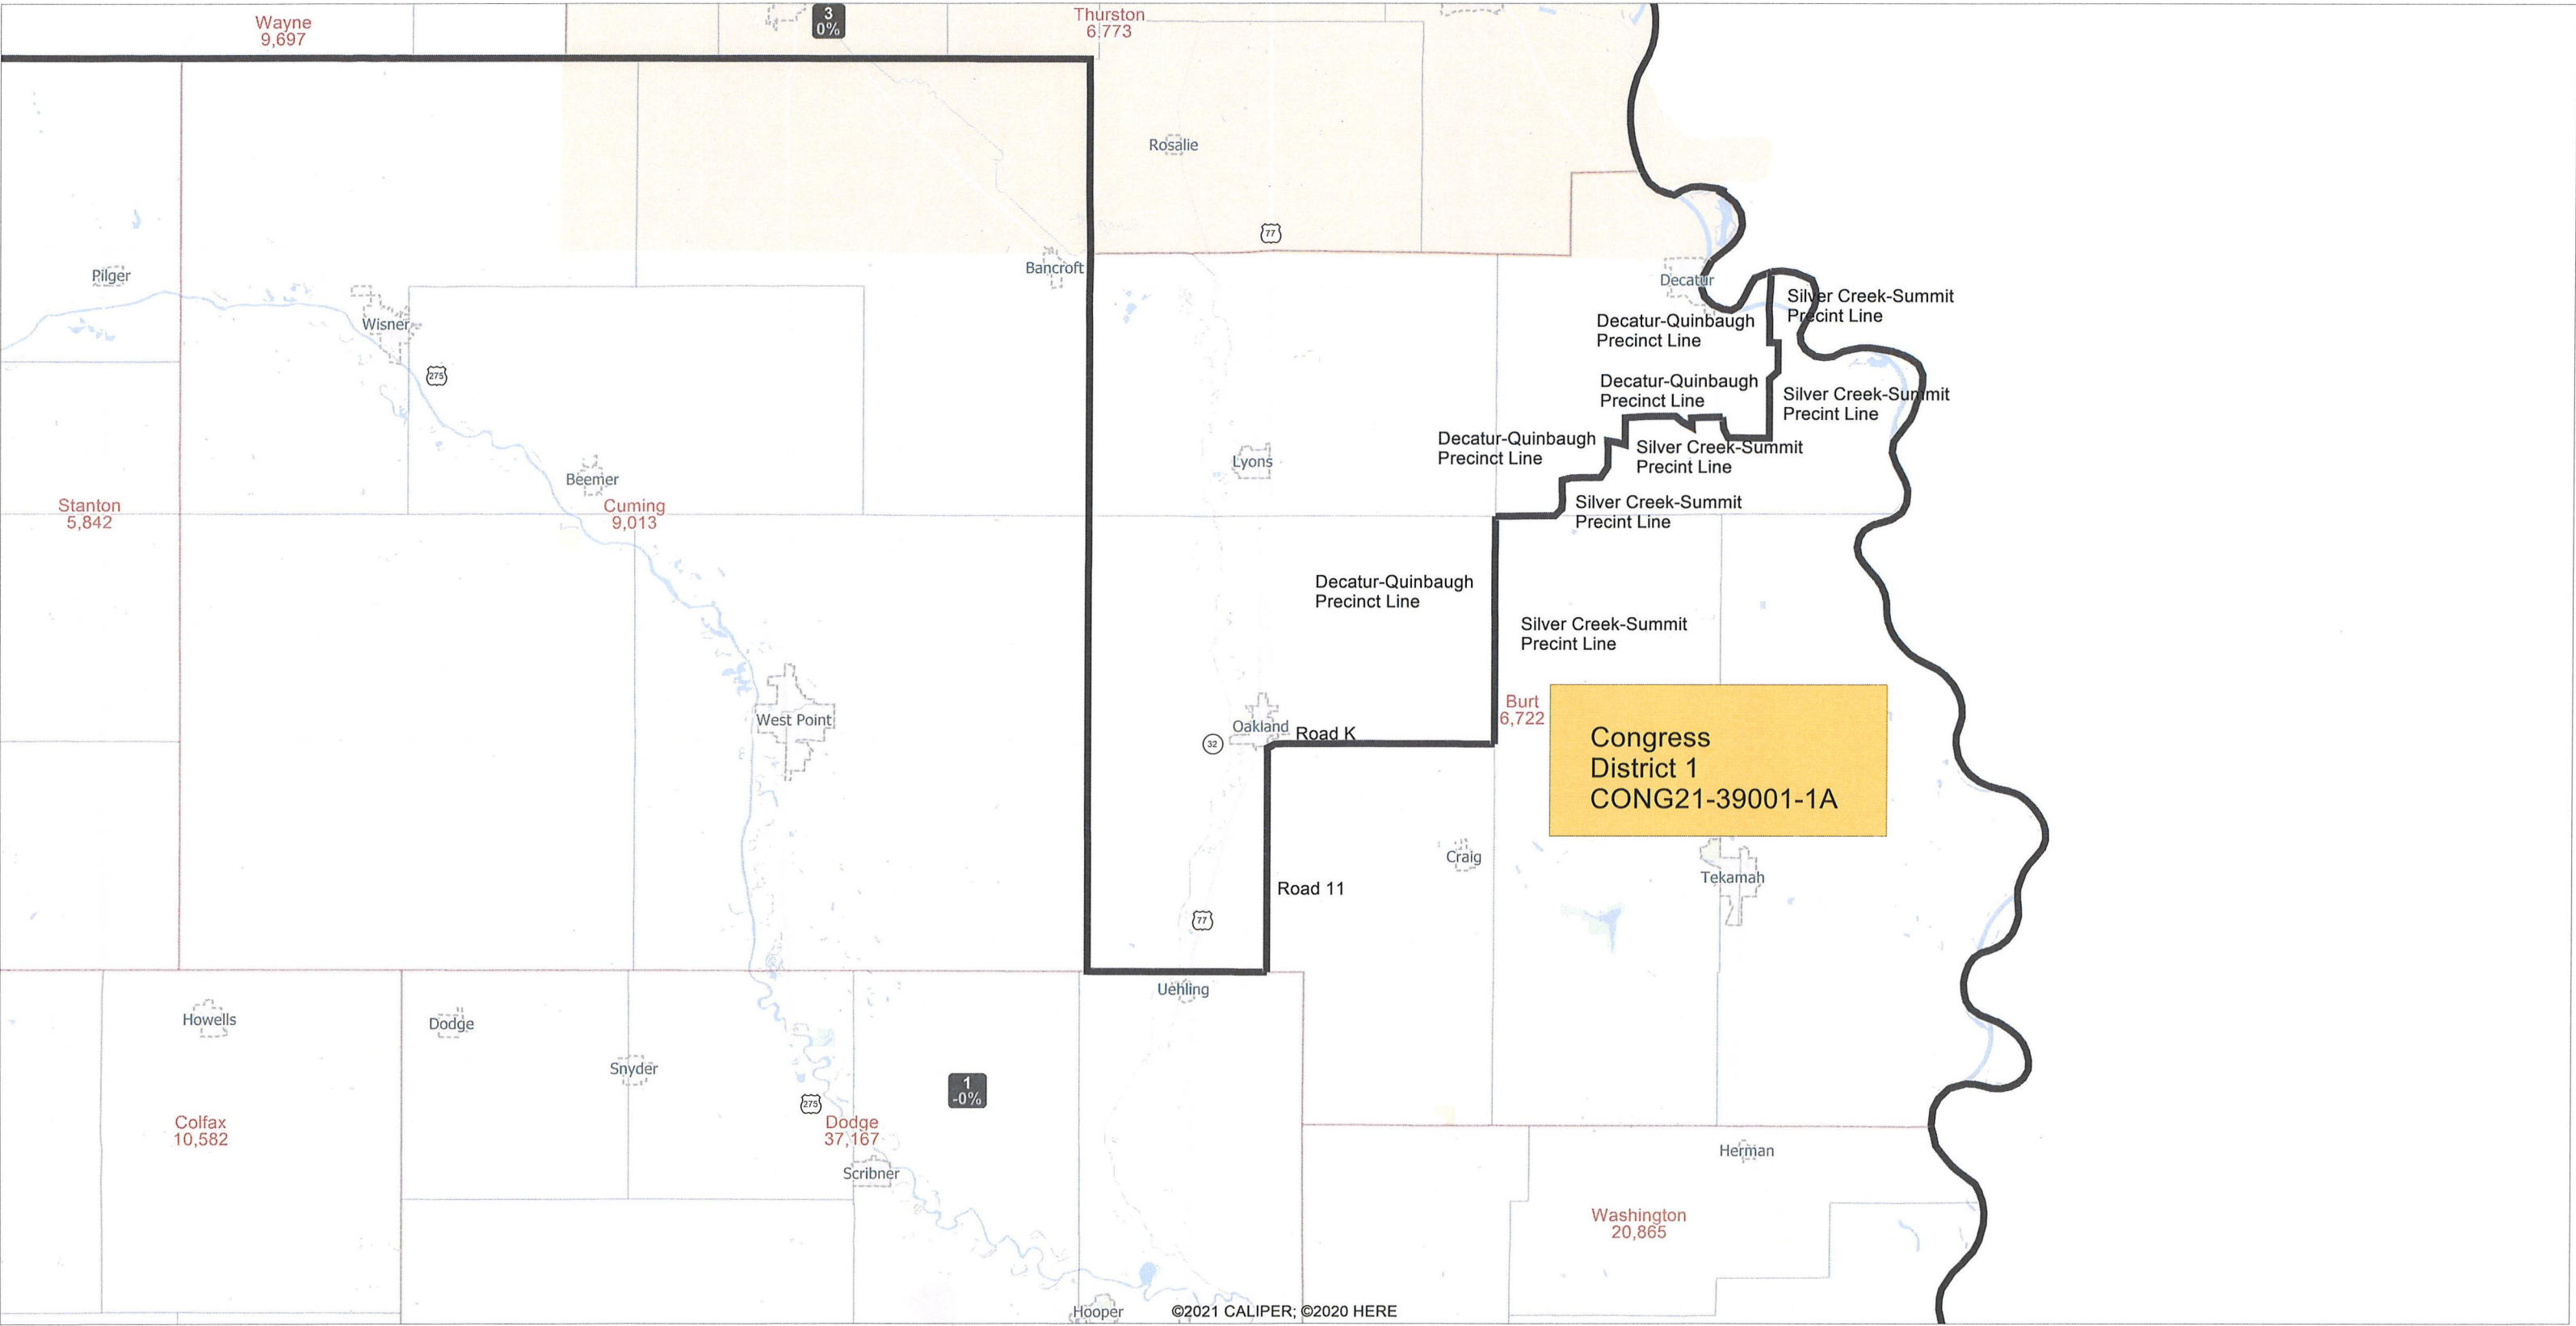 Wayne
9,697
3
0%
Thurston
6,773
Rosalie
77
Bancroft
Pilger
Wisner
275
Decatur
Silver Creek-Summit
Precint Line
Decatur-Quinbaugh
Precinct Line
Decatur-Quinbaugh
Precinct Line
Silver Creek-Summit
Precint Line
Decatur-Quinbaugh
Precinct Line
Silver Creek-Summit
Precint Line
Lyons
Beemer
Stanton
5,842
Cuming
9,013
Silver Creek-Summit
Precint Line
Decatur-Quinbaugh
Precinct Line
Silver Creek-Summit
Precint Line
West Point
Oakland
32
Road K
Burt
6,722
Congress
District 1
CONG21-39001-1A
Craig
Tekamah
Road 11
77
Uehling
Howells
Dodge
Snyder
1
-0%
275
Colfax
10,582
Dodge
37,167
Scribner
Herman
Washington
20,865
Hooper
©2021 CALIPER; ©2020 HERE